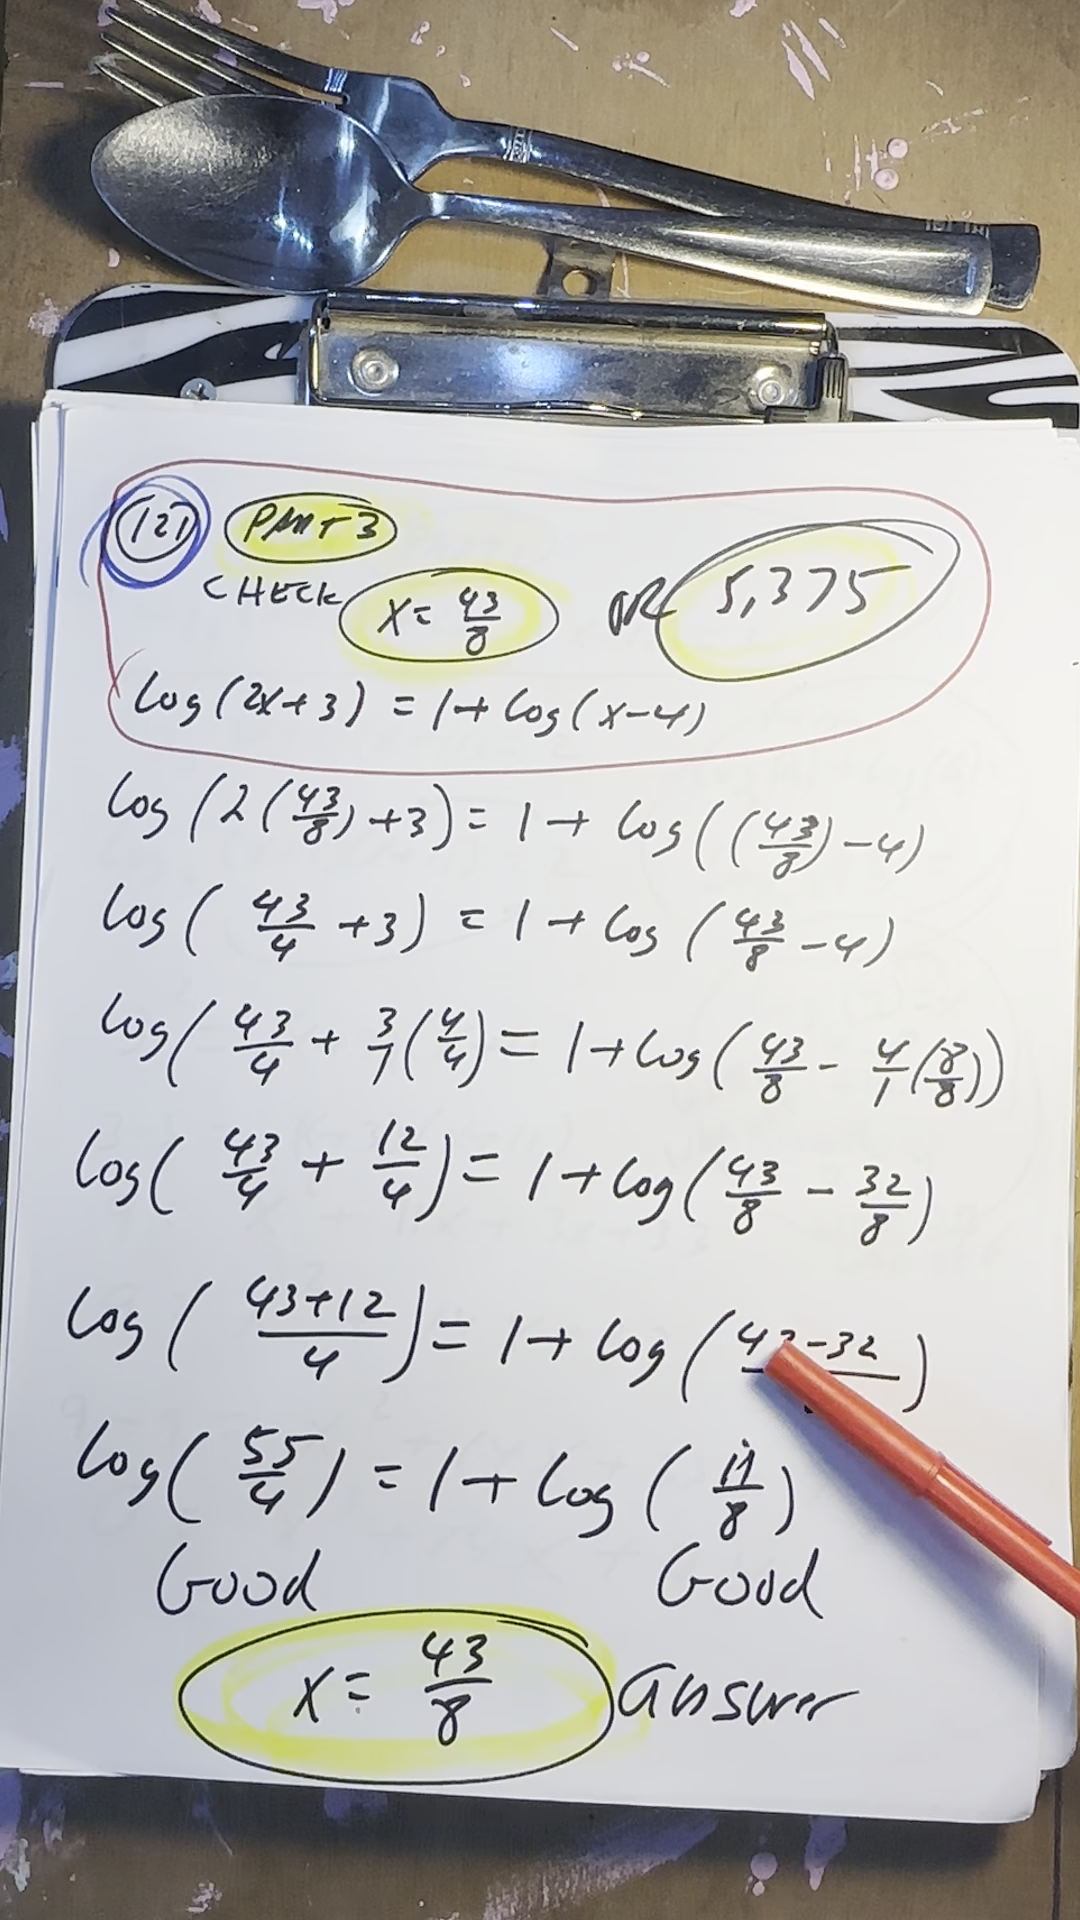 121 PART 3
CHECK x = 43/8 OR 5,375
Log(2x+3) = 1+Log(x-4)
Log(2(43/8)+3) = 1+Log((43/8)-4)
Log(43/4+3) = 1+Log(43/8-4)
Log(43/4+3/1(4/4) = 1+Log(43/8-4/1(8/8))
Log(43/4+12/4) = 1+Log(43/8-32/8)
Log(43+12/4) = 1+Log(43-32/)
Log(55/4) = 1+Log(11/8)
Good Good
x = 43/8 answer